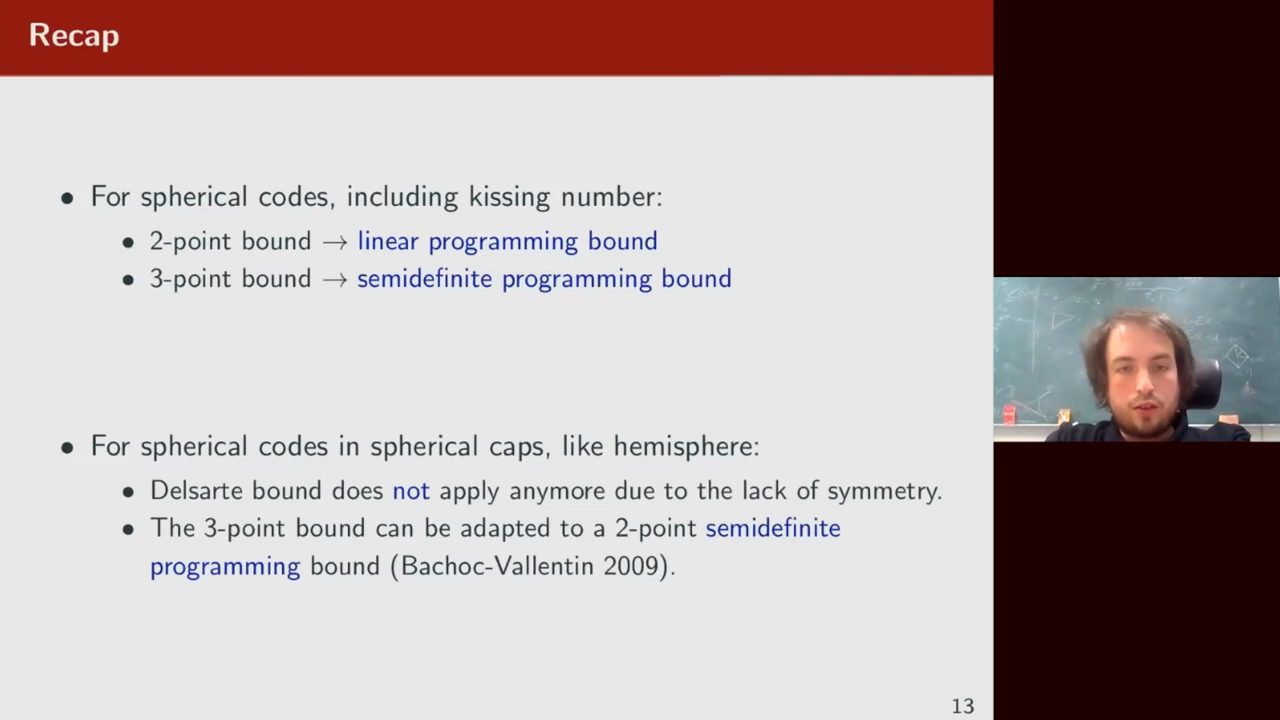 Recap
• For spherical codes, including kissing number:
• 2-point bound → linear programming bound
• 3-point bound → semidefinite programming bound
• For spherical codes in spherical caps, like hemisphere:
• Delsarte bound does not apply anymore due to the lack of symmetry.
• The 3-point bound can be adapted to a 2-point semidefinite
programming bound (Bachoc-Vallentin 2009).
13